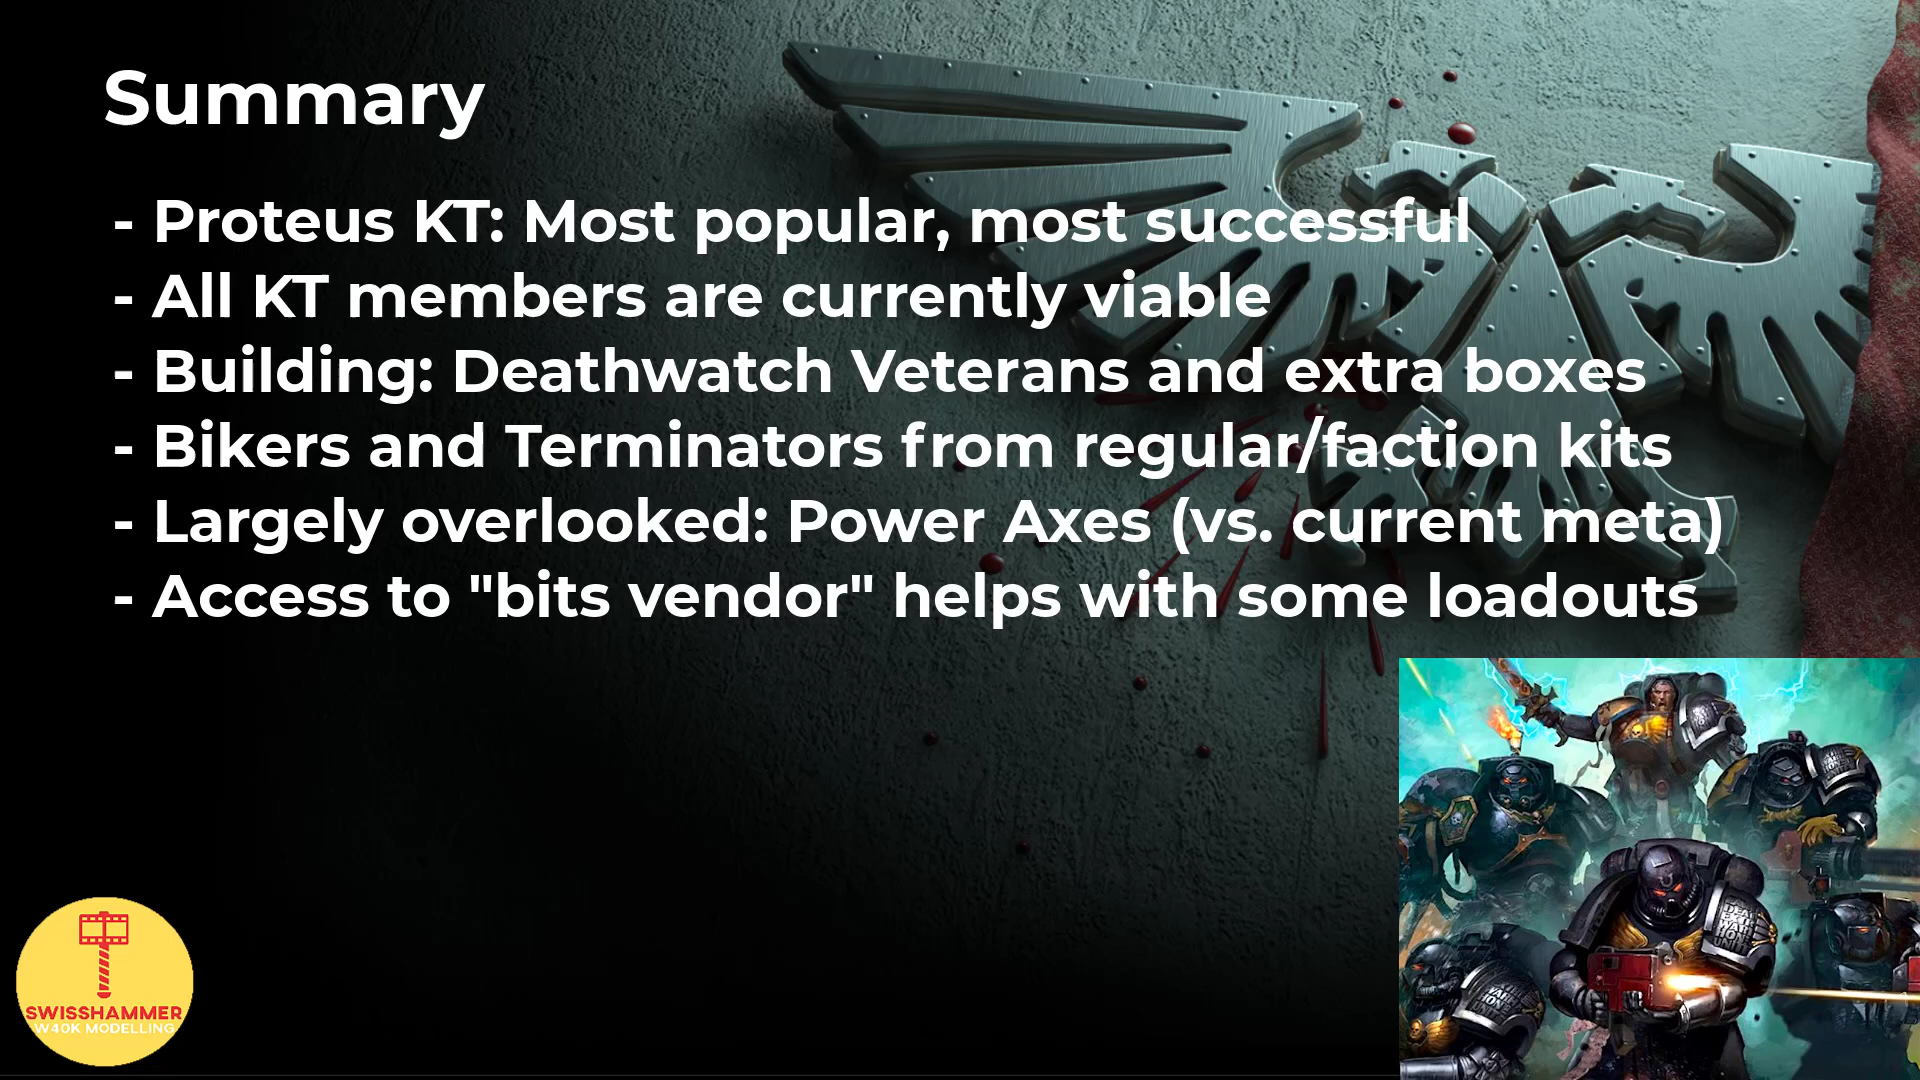 Summary
- Proteus KT: Most popular, most successful
- All KT members are currently viable
- Building: Deathwatch Veterans and extra boxes
- Bikers and Terminators from regular/faction kits
- Largely overlooked: Power Axes (vs. current meta)
- Access to "bits vendor" helps with some loadouts
SWISSHAMMER
W40K MODELLING